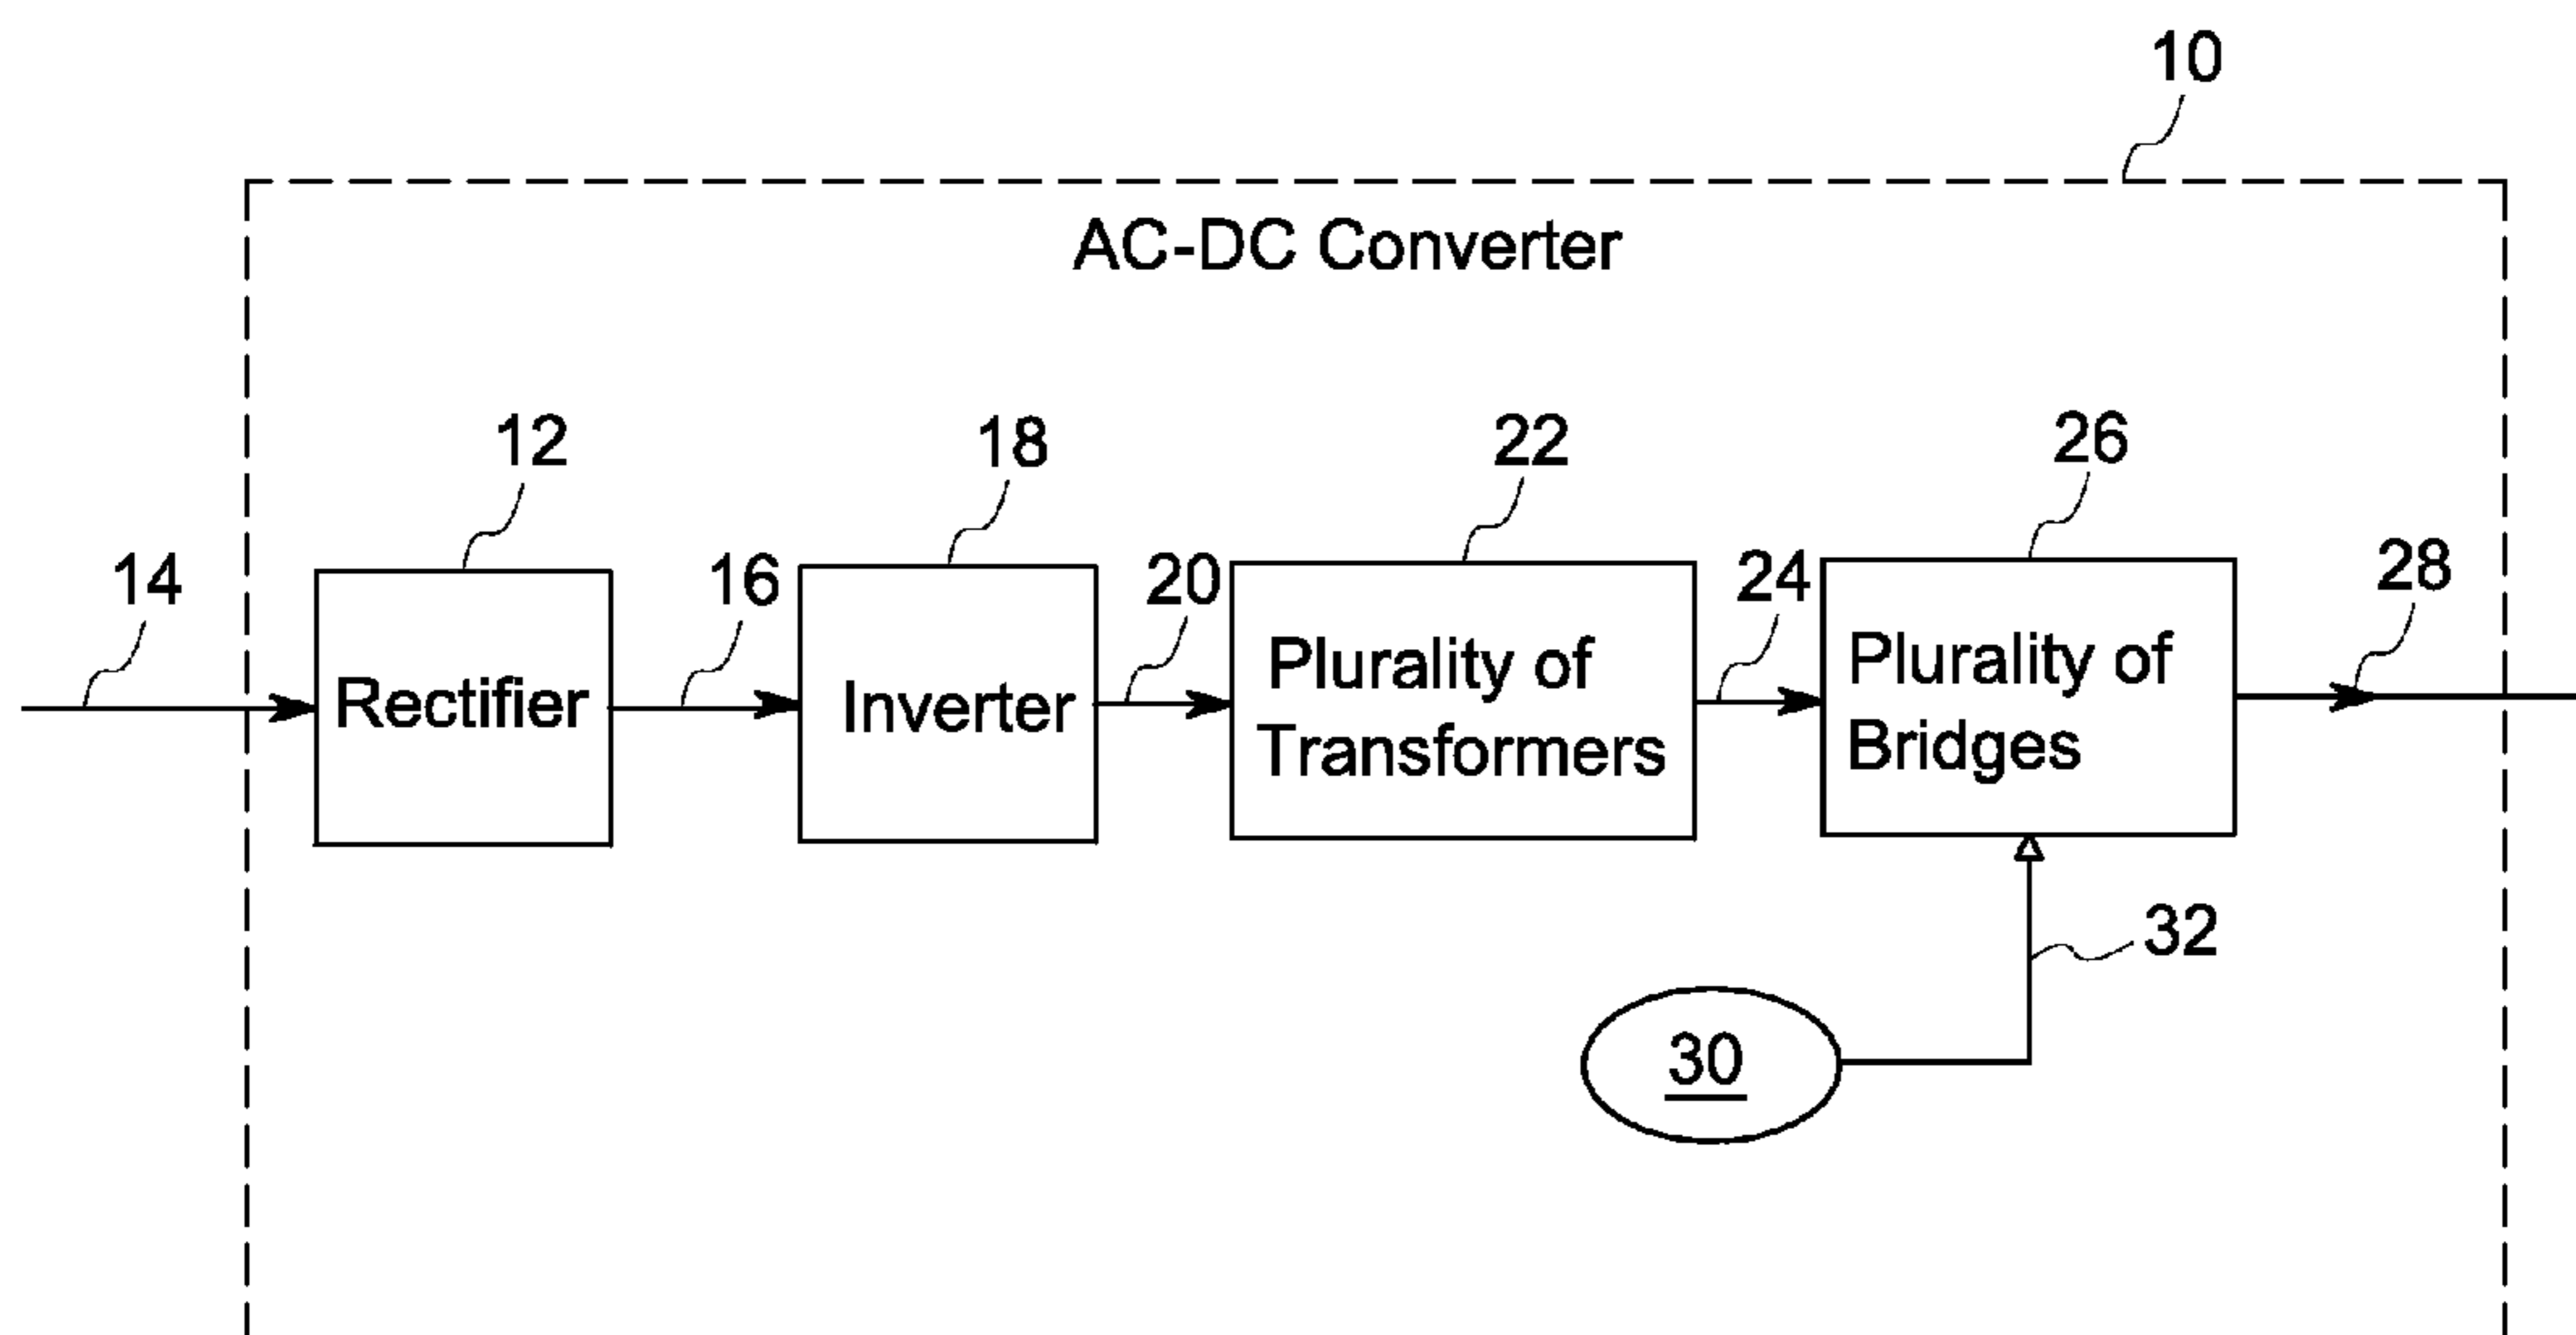 10
AC-DC Converter
12
18
22
26
14
16
20
24
28
Rectifier
Inverter
Plurality of
Transformers
Plurality of
Bridges
32
30